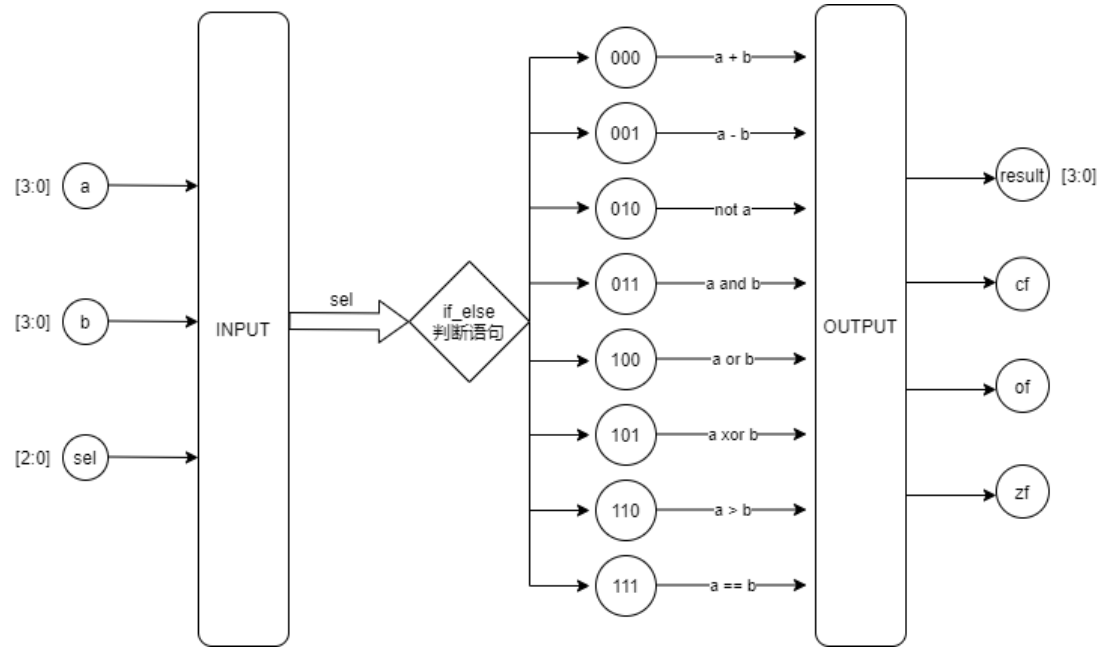 [3:0] a
[3:0] b
[2:0] sel
INPUT
sel
if_else
判断语句
000 a + b
001 a - b
010 not a
011 a and b
100 a or b
101 a xor b
110 a > b
111 a == b
OUTPUT
result [3:0]
cf
of
zf